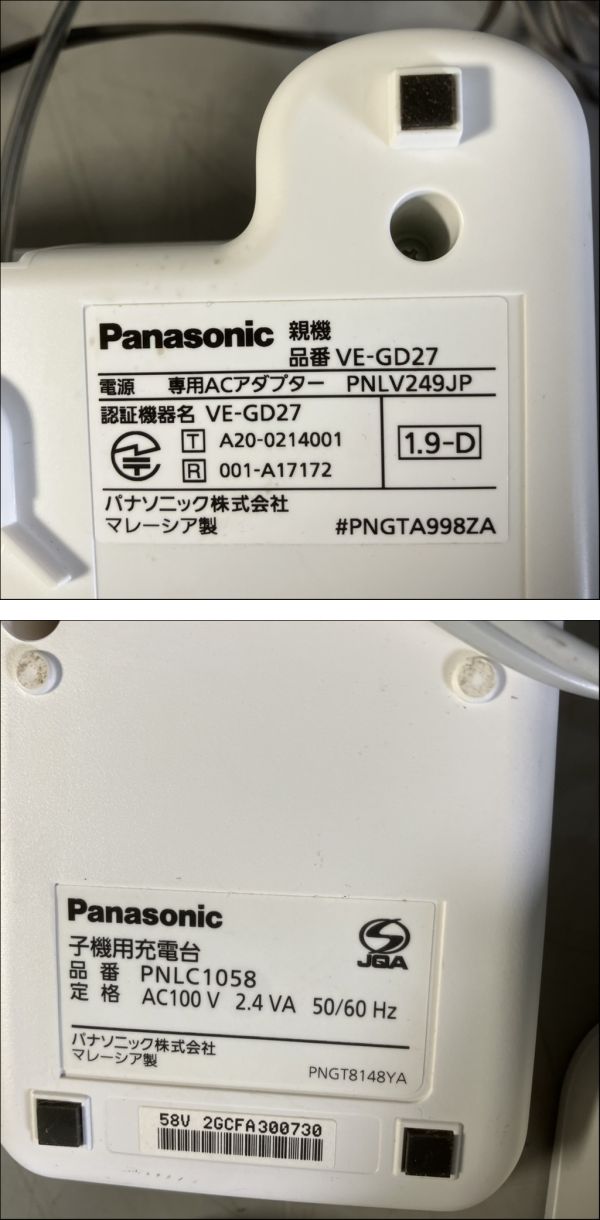 Panasonic 親機
品番 VE-GD27
電源 専用ACアダプター PNLV249JP
認証機器名 VE-GD27
T A20-0214001
R 001-A17172
1.9-D
パナソニック株式会社
マレーシア製 #PNGTA998ZA
Panasonic
子機用充電台
品番 PNLC1058
定格 AC100 V 2.4 VA 50/60 Hz
JQA
パナソニック株式会社
マレーシア製
PNGT8148YA
58V 2GCFA300730